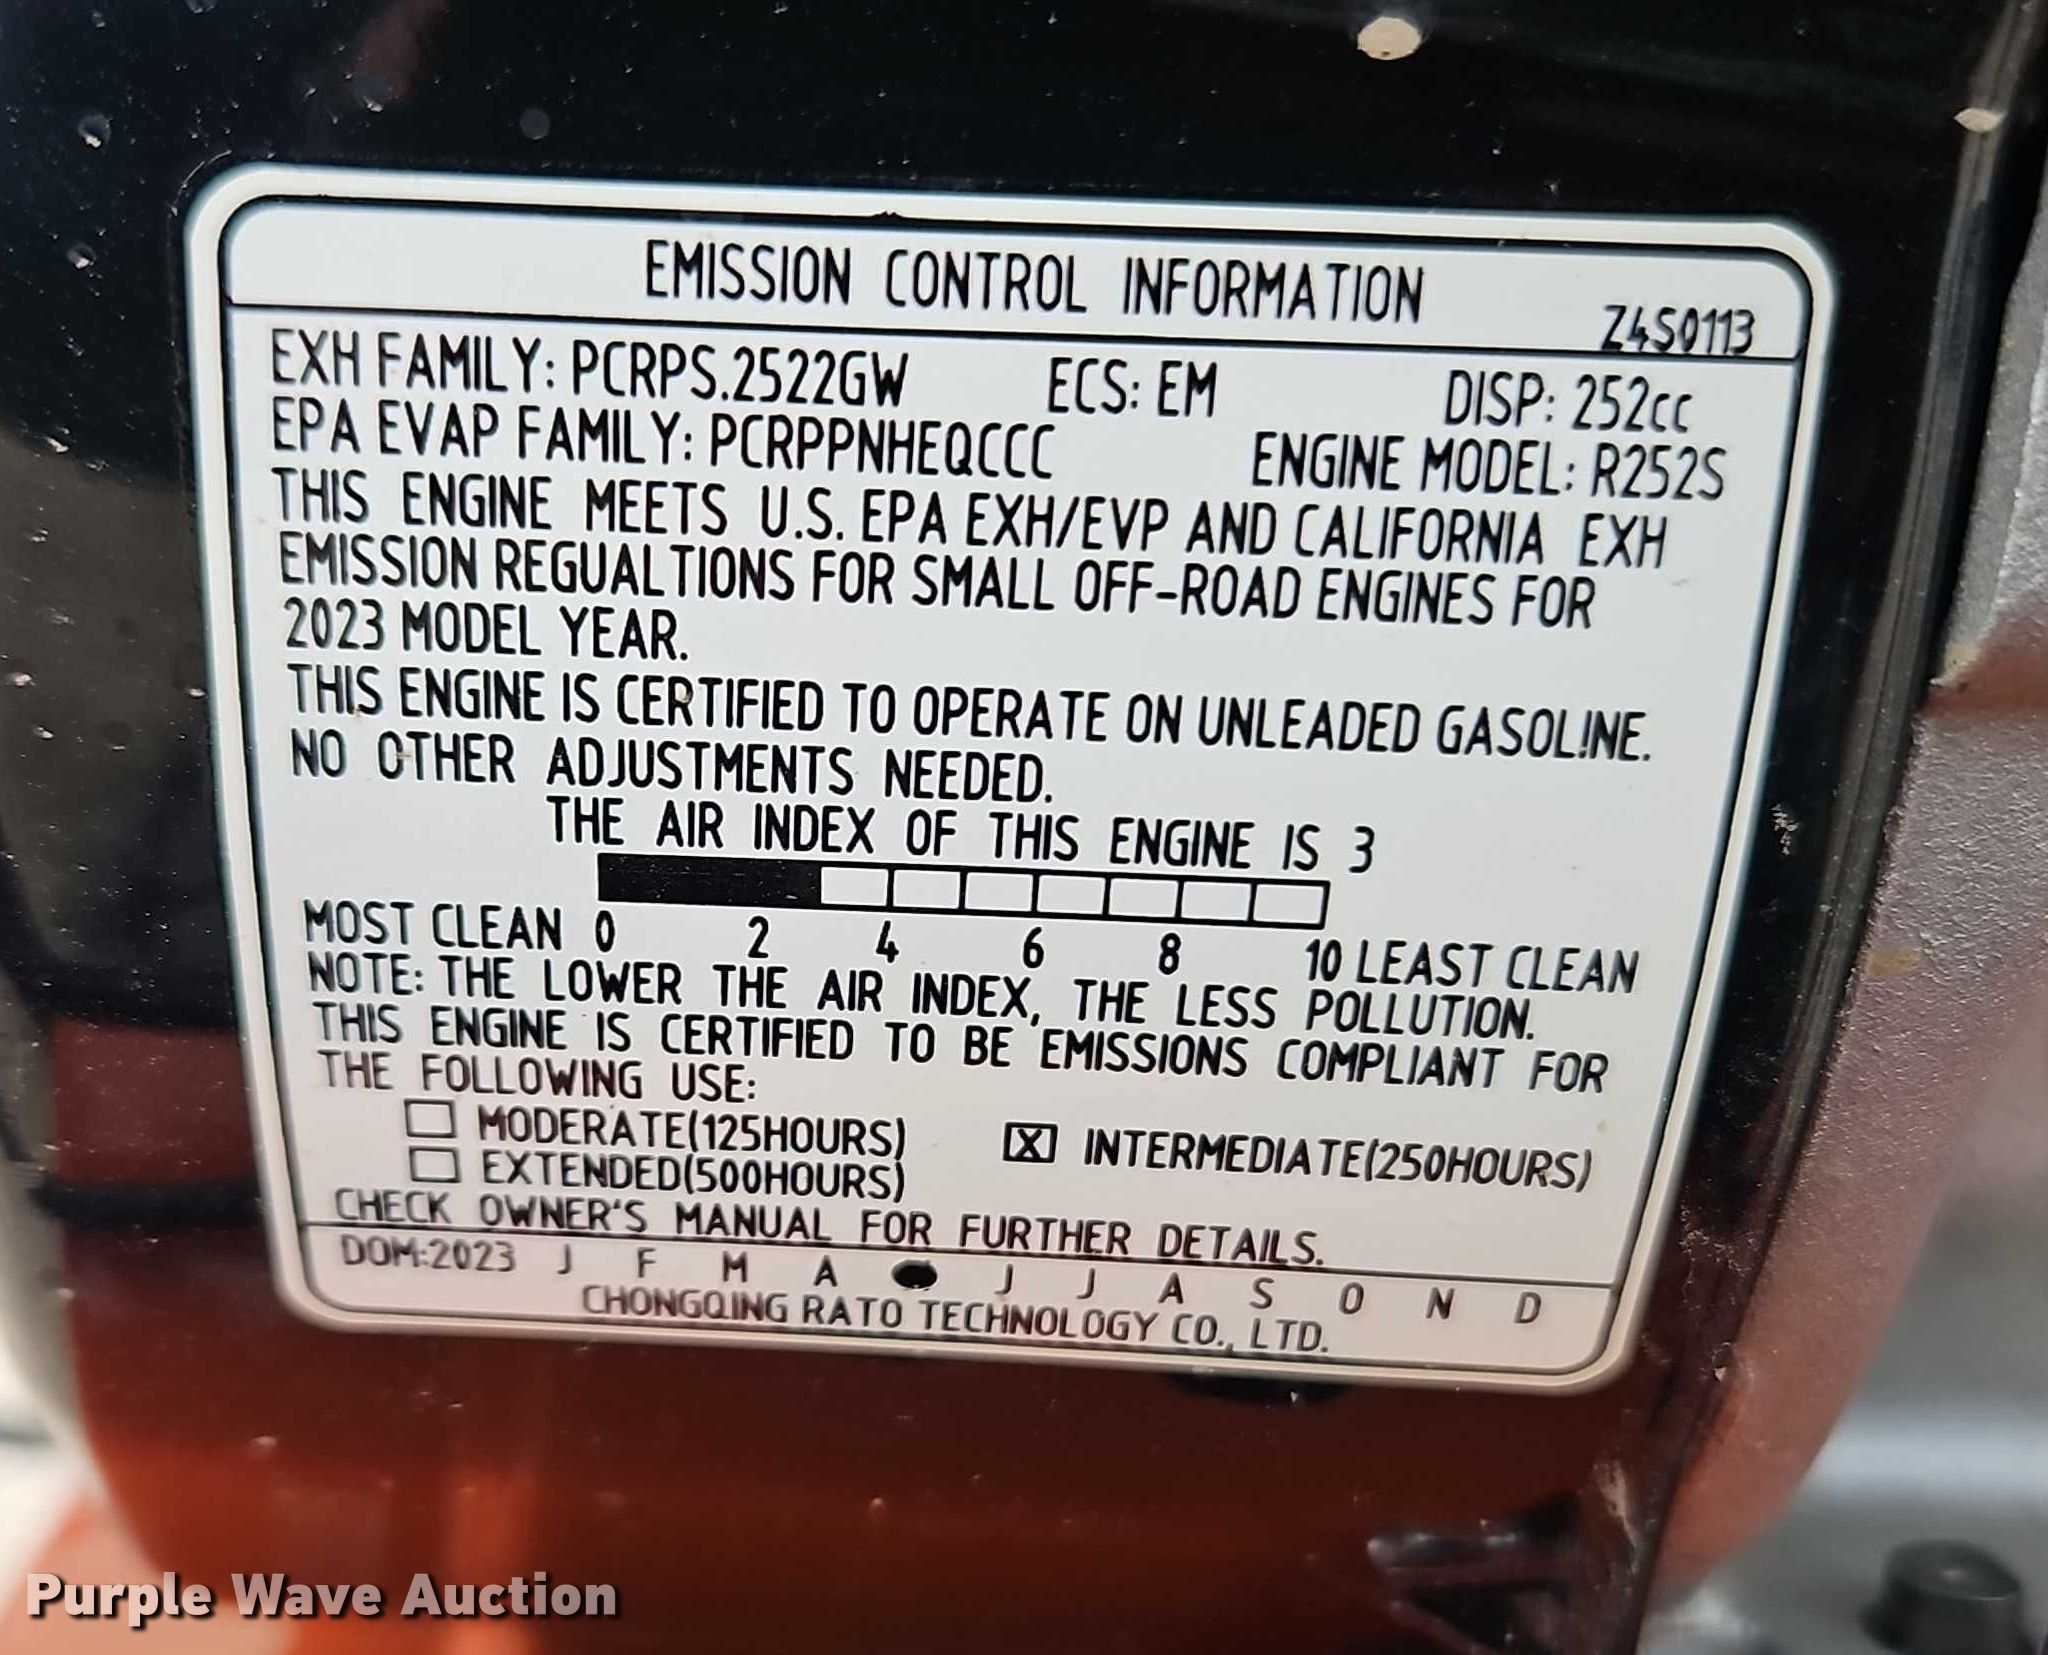 EMISSION CONTROL INFORMATION
Z4S0113
EXH FAMILY: PCRPS.2522GW ECS: EM DISP: 252cc
EPA EVAP FAMILY: PCRPPNHEQCCC ENGINE MODEL: R252S
THIS ENGINE MEETS U.S. EPA EXH/EVP AND CALIFORNIA EXH
EMISSION REGUALTIONS FOR SMALL OFF-ROAD ENGINES FOR
2023 MODEL YEAR.
THIS ENGINE IS CERTIFIED TO OPERATE ON UNLEADED GASOLINE.
NO OTHER ADJUSTMENTS NEEDED.
THE AIR INDEX OF THIS ENGINE IS 3
MOST CLEAN 0 2 4 6 8 10 LEAST CLEAN
NOTE: THE LOWER THE AIR INDEX, THE LESS POLLUTION.
THIS ENGINE IS CERTIFIED TO BE EMISSIONS COMPLIANT FOR
THE FOLLOWING USE:
MODERATE(125HOURS) X INTERMEDIATE(250HOURS)
EXTENDED(500HOURS)
CHECK OWNER'S MANUAL FOR FURTHER DETAILS.
DOM:2023 J F M A J J A S O N D
CHONGQING RATO TECHNOLOGY CO., LTD.
Purple Wave Auction